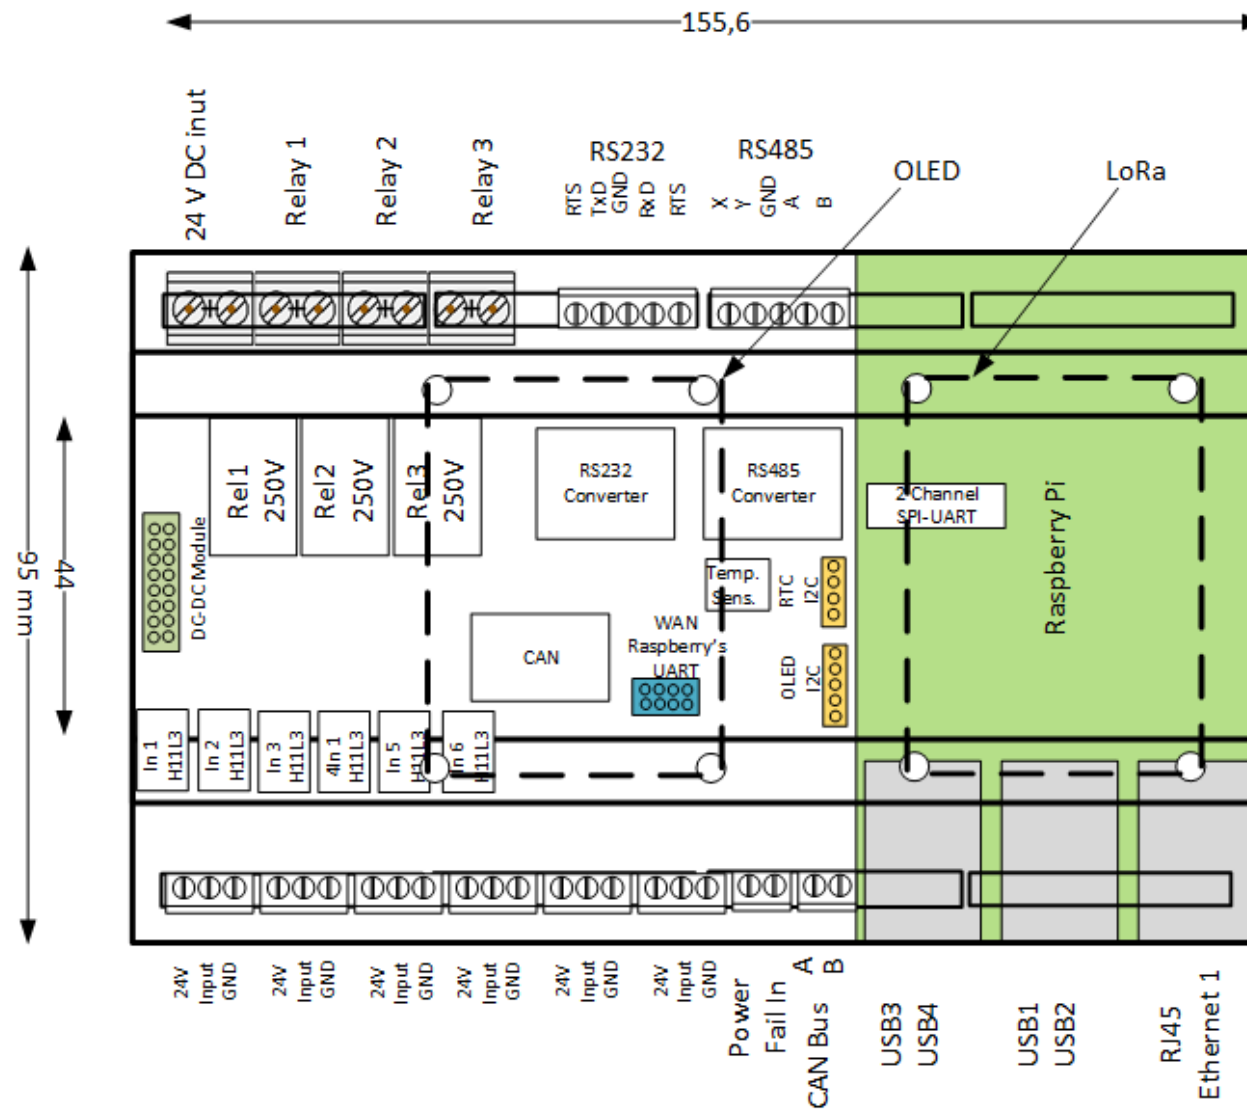 155,6
24 V DC inut
Relay 1
Relay 2
Relay 3
RS232
RTS
TxD
GND
RxD
RTS
RS485
X
Y
GND
A
B
OLED
LoRa
95 mm
44
Rel1
250V
Rel2
250V
Rel3
250V
RS232
Converter
RS485
Converter
2 Channel
SPI-UART
Raspberry Pi
DC-DC Module
Temp.
Sens.
RTC
I2C
CAN
WAN
Raspberry's
UART
OLED
I2C
In 1
H11L3
In 2
H11L3
In 3
H11L3
4In 1
H11L3
In 5
H11L3
In 6
H11L3
24V
Input
GND
24V
Input
GND
24V
Input
GND
24V
Input
GND
24V
Input
GND
24V
Input
GND
Power
Fail In
A
B
CAN Bus
USB3
USB4
USB1
USB2
RJ45
Ethernet 1